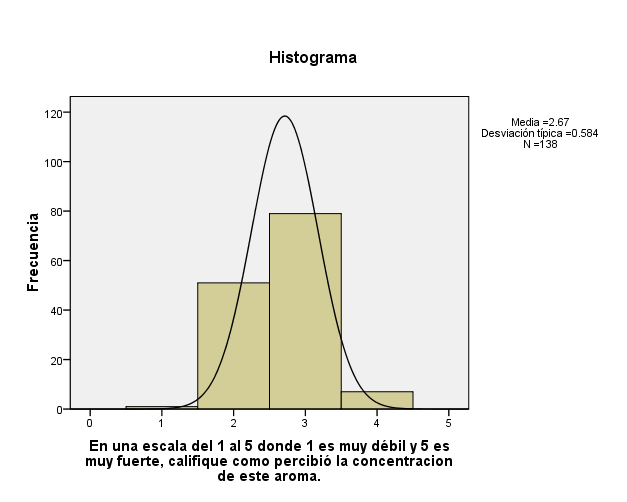 Histograma
Media =2.67
Desviación típica =0.584
N =138
Frecuencia
120
100
80
60
40
20
0
0 1 2 3 4 5
En una escala del 1 al 5 donde 1 es muy débil y 5 es
muy fuerte, califique como percibió la concentracion
de este aroma.